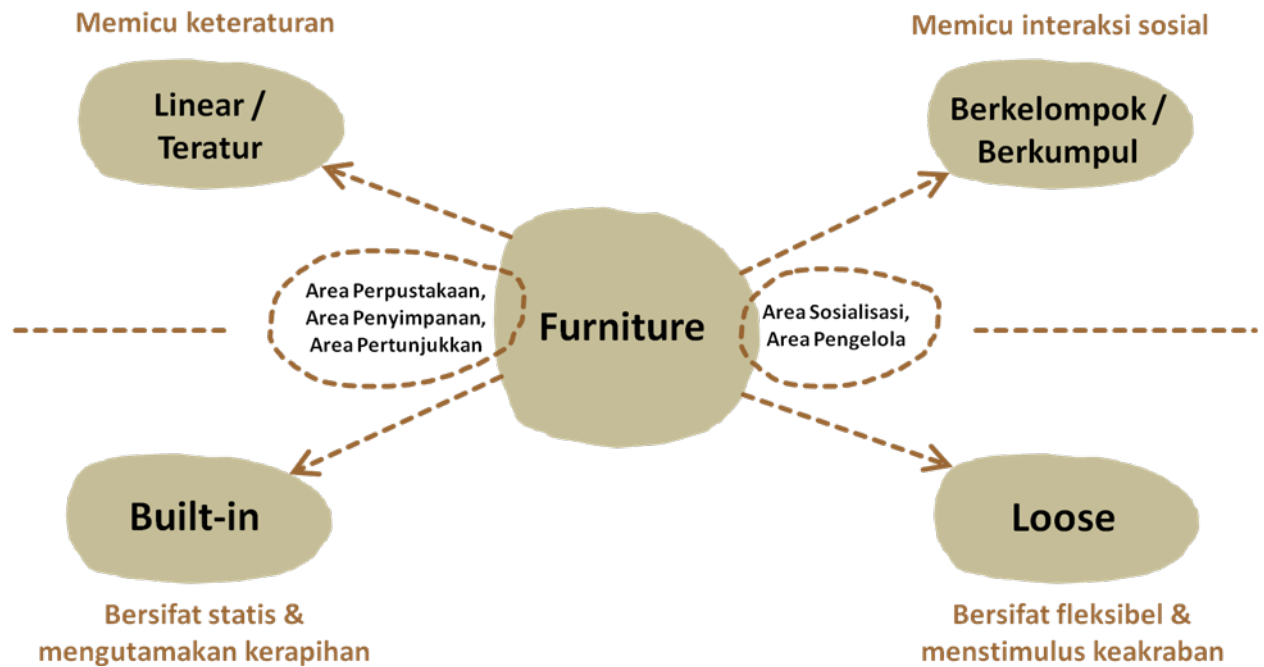 Memicu keteraturan
Memicu interaksi sosial
Linear /
Teratur
Berkelompok /
Berkumpul
Area Perpustakaan,
Area Penyimpanan,
Area Pertunjukkan
Furniture
Area Sosialisasi,
Area Pengelola
Built-in
Loose
Bersifat statis &
mengutamakan kerapihan
Bersifat fleksibel &
menstimulus keakraban